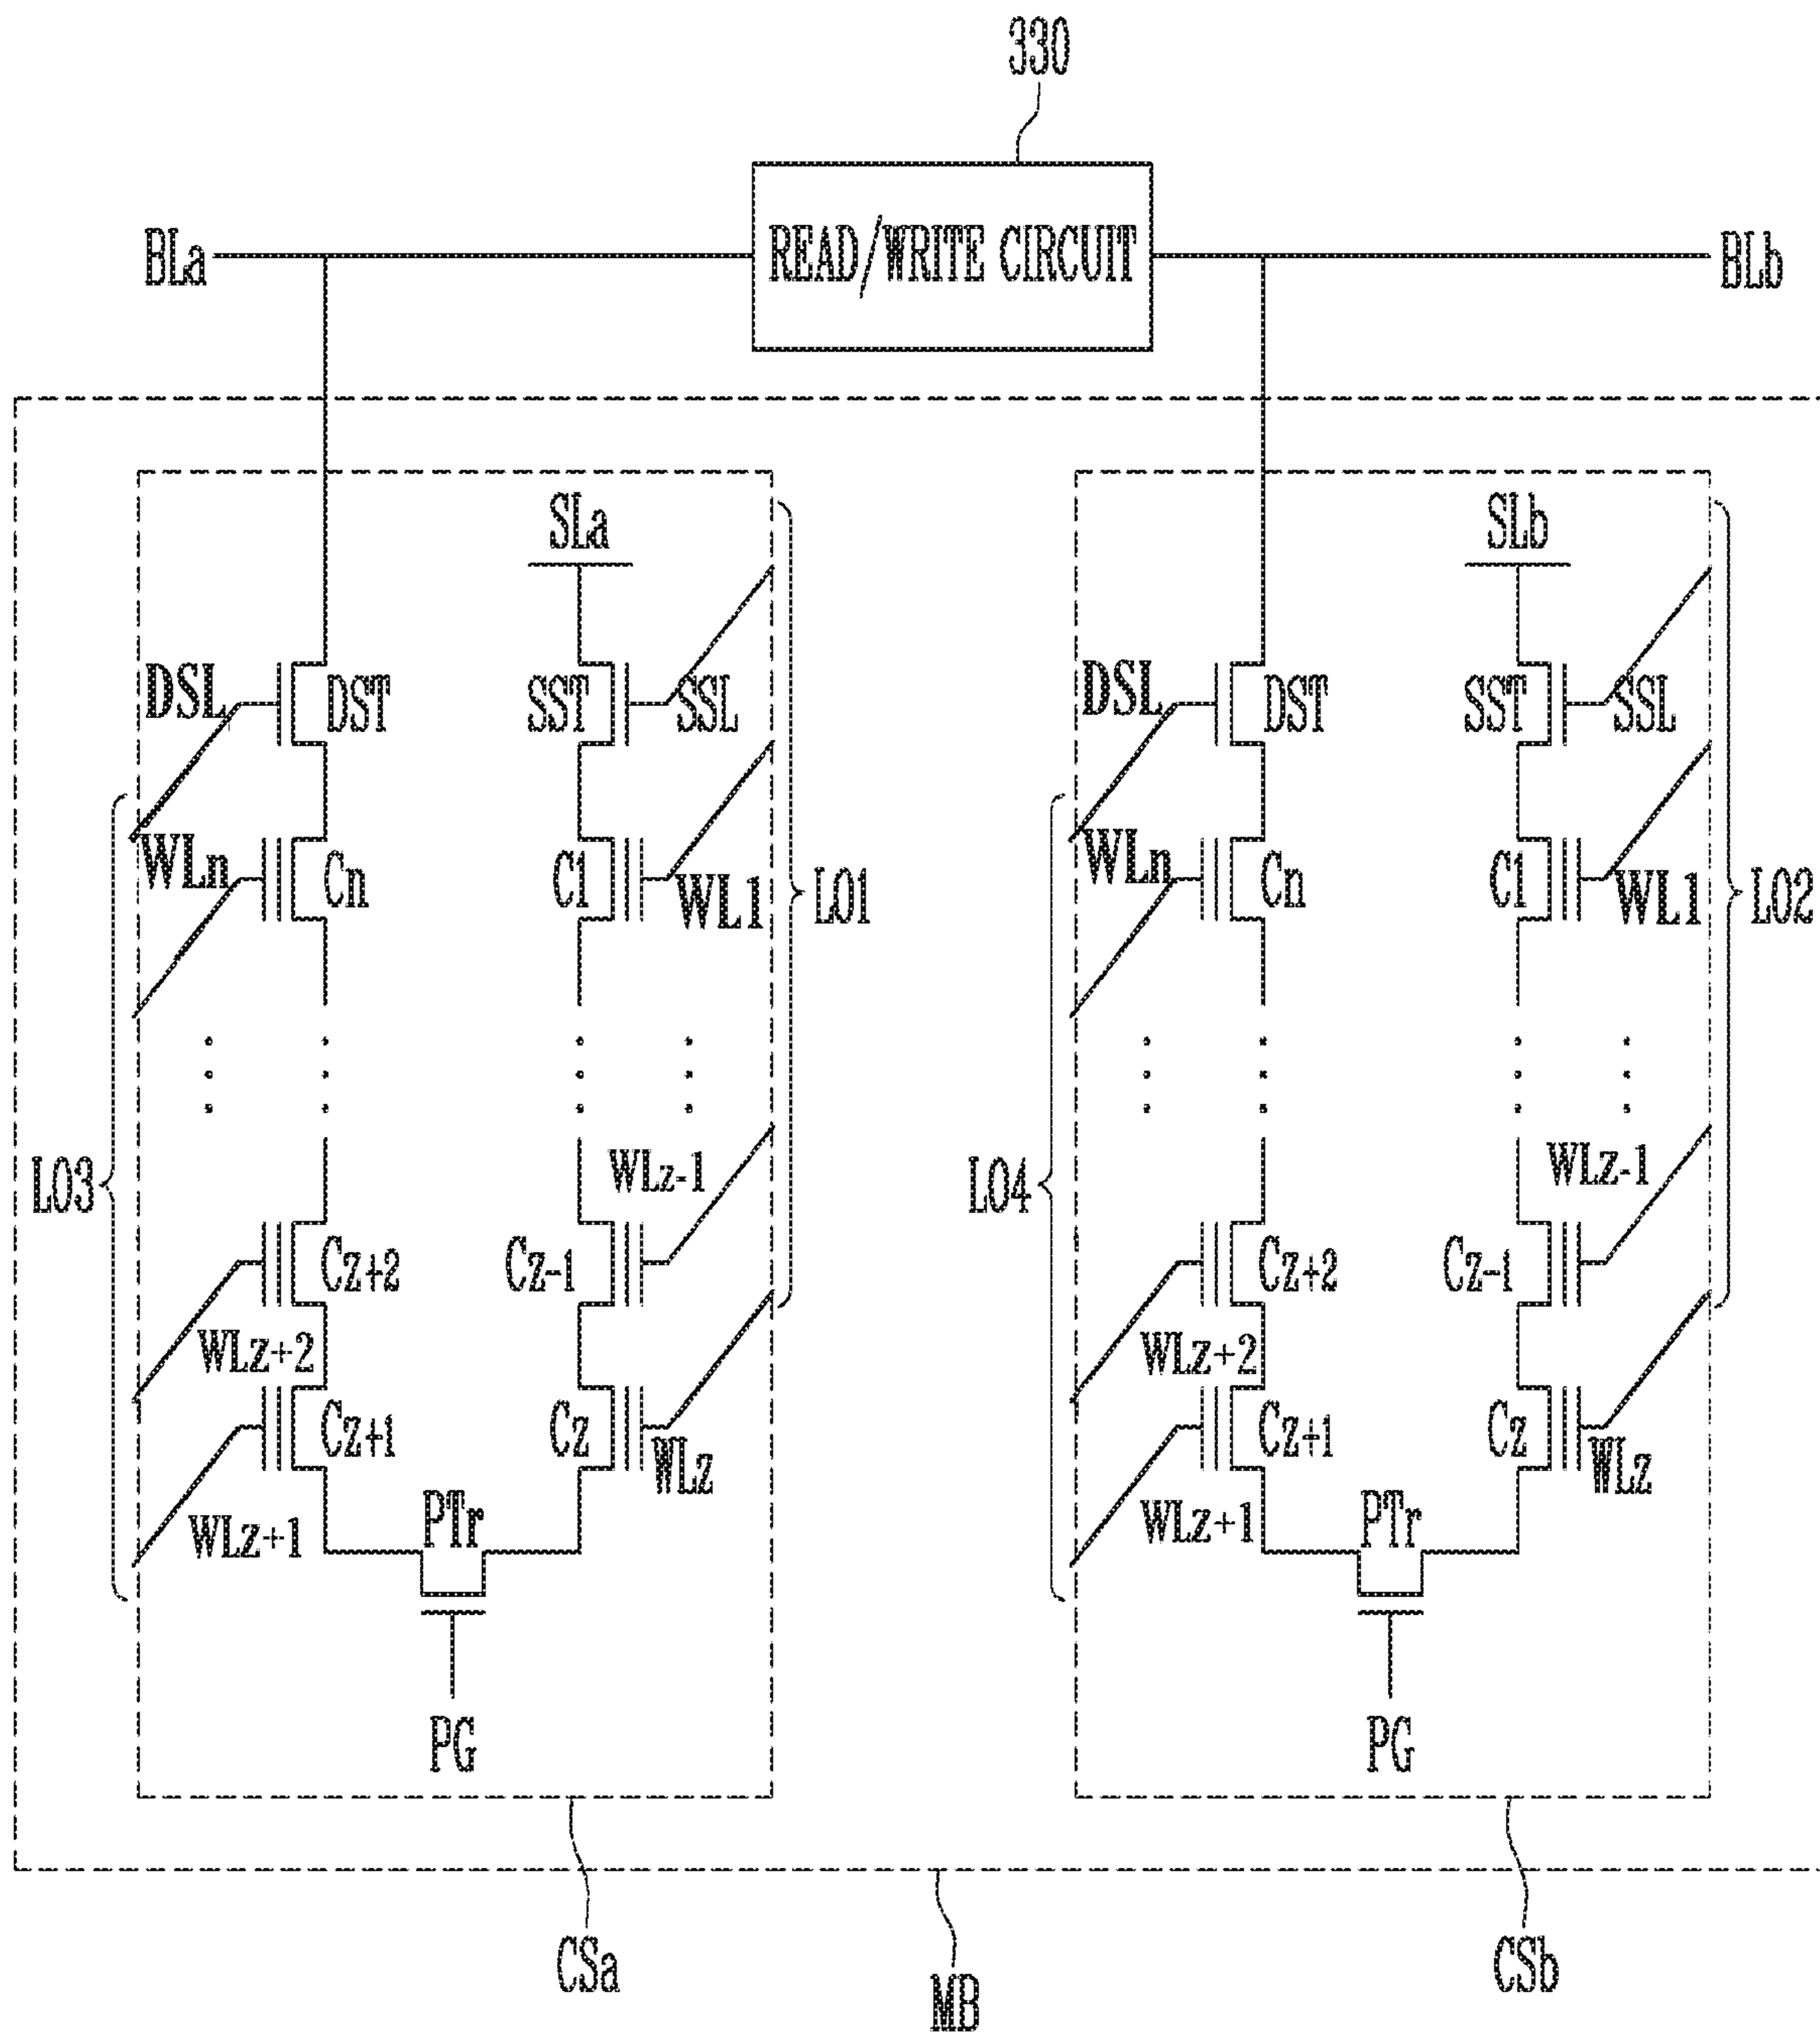 330
BLa READ/WRITE CIRCUIT BLb
SLa SLb
DSL DST SST SSL DSL DST SST SSL
WLn Cn C1 WL1 LO1 WLn Cn C1 WL1 LO2
LO3 WLz-1 LO4 WLz-1
Cz+2 Cz-1 Cz+2 Cz-1
WLz+2 WLz+2
Cz+1 Cz WLz Cz+1 Cz WLz
WLz+1 PTr WLz+1 PTr
PG PG
CSa MB CSb